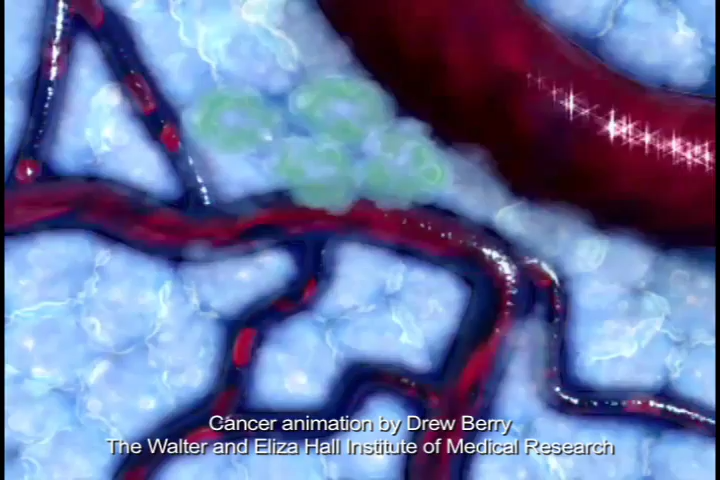 Cancer animation by Drew Berry
The Walter and Eliza Hall Institute of Medical Research